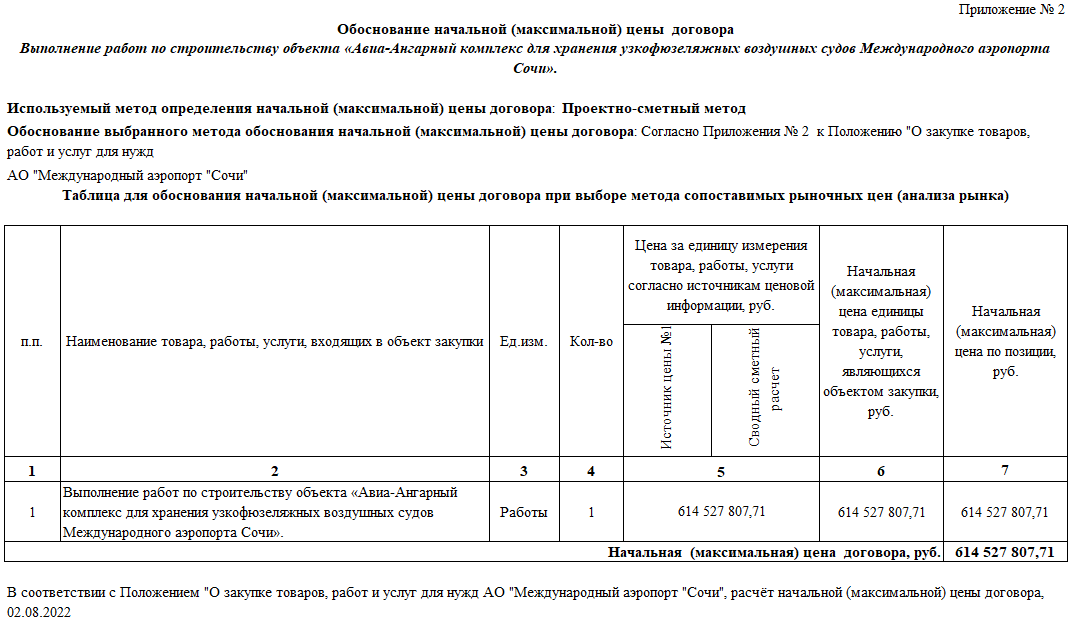 Приложение № 2
Обоснование начальной (максимальной) цены договора
Выполнение работ по строительству объекта «Авиа-Ангарный комплекс для хранения узкофюзеляжных воздушных судов Международного аэропорта
Сочи».
Используемый метод определения начальной (максимальной) цены договора: Проектно-сметный метод
Обоснование выбранного метода обоснования начальной (максимальной) цены договора: Согласно Приложения № 2 к Положению "О закупке товаров,
работ и услуг для нужд
АО "Международный аэропорт "Сочи"
Таблица для обоснования начальной (максимальной) цены договора при выборе метода сопоставимых рыночных цен (анализа рынка)
п.п.
Наименование товара, работы, услуги, входящих в объект закупки
Ед.изм.
Кол-во
Цена за единицу измерения
товара, работы, услуги
согласно источникам ценовой
информации, руб.
Источник цены №1
Сводный сметный
расчет
Начальная
(максимальная)
цена единицы
товара, работы,
услуги,
являющихся
объектом закупки,
руб.
Начальная
(максимальная)
цена по позиции,
руб.
1 2 3 4 5 6 7
1
Выполнение работ по строительству объекта «Авиа-Ангарный
комплекс для хранения узкофюзеляжных воздушных судов
Международного аэропорта Сочи».
Работы
1
614 527 807,71
614 527 807,71
614 527 807,71
Начальная (максимальная) цена договора, руб. 614 527 807,71
В соответствии с Положением "О закупке товаров, работ и услуг для нужд АО "Международный аэропорт "Сочи", расчёт начальной (максимальной) цены договора,
02.08.2022